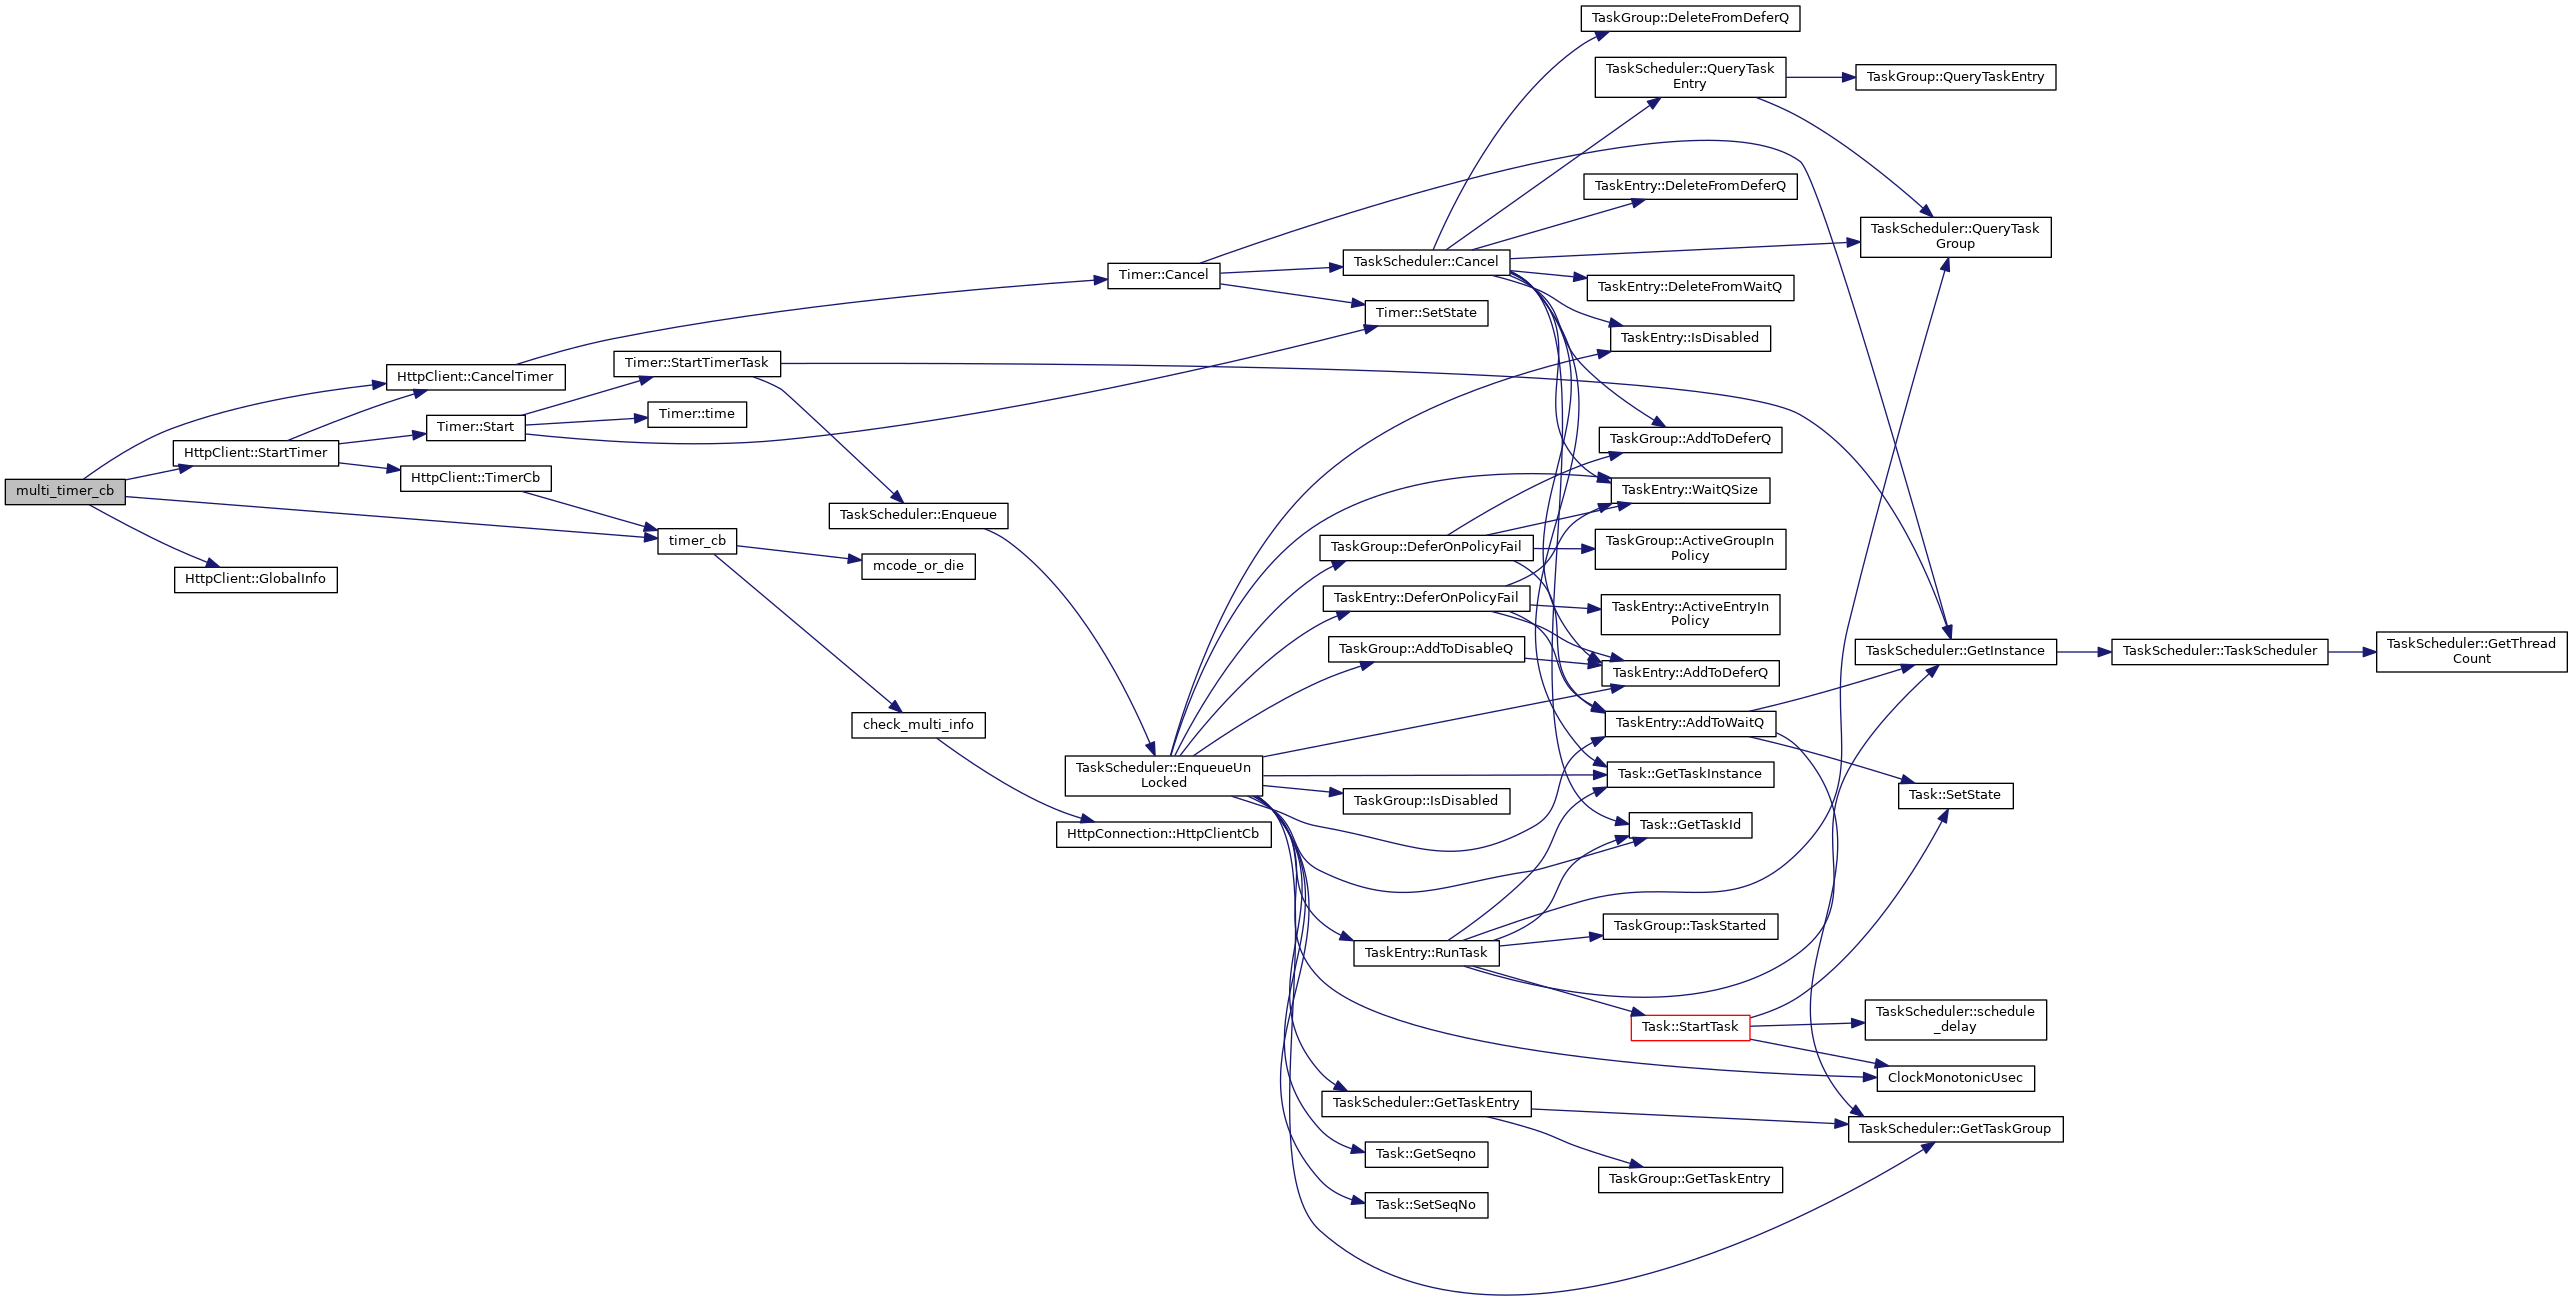 multi_timer_cb
HttpClient::CancelTimer
HttpClient::StartTimer
Timer::Start
HttpClient::TimerCb
HttpClient::GlobalInfo
Timer::StartTimerTask
Timer::time
timer_cb
TaskScheduler::Enqueue
mcode_or_die
check_multi_info
Timer::Cancel
TaskScheduler::EnqueueUn
Locked
HttpConnection::HttpClientCb
TaskScheduler::Cancel
Timer::SetState
TaskGroup::DeferOnPolicyFail
TaskEntry::DeferOnPolicyFail
TaskGroup::AddToDisableQ
TaskGroup::IsDisabled
TaskEntry::RunTask
TaskScheduler::GetTaskEntry
Task::GetSeqno
Task::SetSeqNo
TaskGroup::DeleteFromDeferQ
TaskScheduler::QueryTask
Entry
TaskEntry::DeleteFromDeferQ
TaskEntry::DeleteFromWaitQ
TaskEntry::IsDisabled
TaskGroup::AddToDeferQ
TaskEntry::WaitQSize
TaskGroup::ActiveGroupIn
Policy
TaskEntry::ActiveEntryIn
Policy
TaskEntry::AddToDeferQ
TaskEntry::AddToWaitQ
Task::GetTaskInstance
Task::GetTaskId
TaskGroup::TaskStarted
Task::StartTask
TaskGroup::GetTaskEntry
TaskGroup::QueryTaskEntry
TaskScheduler::QueryTask
Group
TaskScheduler::GetInstance
Task::SetState
TaskScheduler::schedule
_delay
ClockMonotonicUsec
TaskScheduler::GetTaskGroup
TaskScheduler::TaskScheduler
TaskScheduler::GetThread
Count